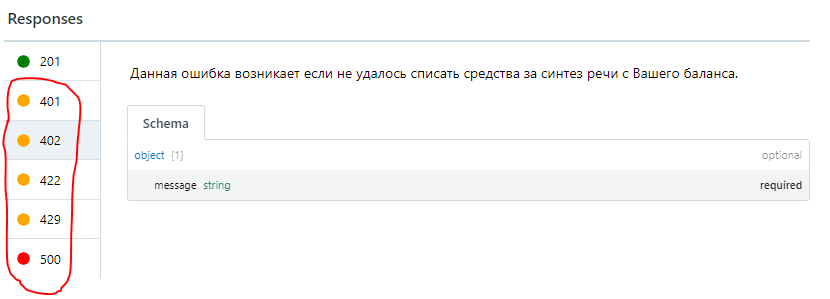 Responses
201
401
402
422
429
500
Данная ошибка возникает если не удалось списать средства за синтез речи с Вашего баланса.
Schema
object {1} optional
message string required